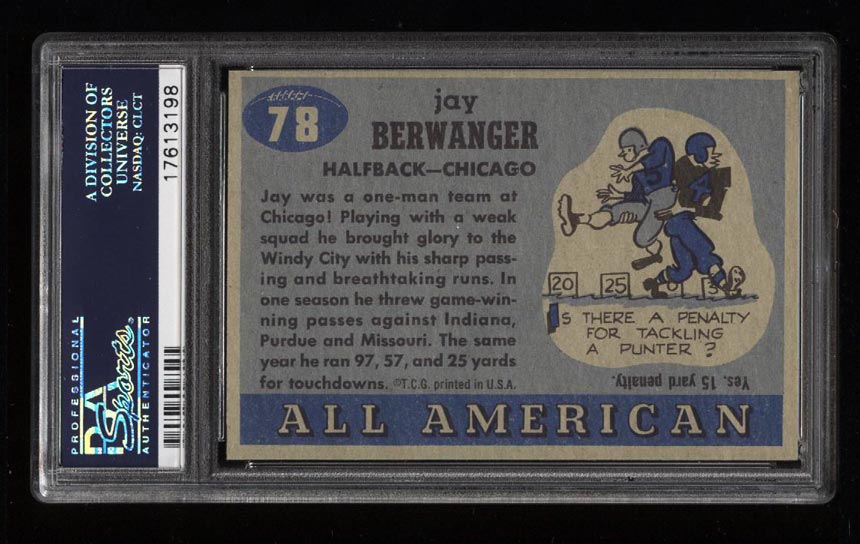 A DIVISION OF
COLLECTORS
UNIVERSE
NASDAQ: CLCT
17613198
PROFESSIONAL
PSA
Sports
AUTHENTICATOR
78
jay
BERWANGER
HALFBACK—CHICAGO
Jay was a one-man team at
Chicago! Playing with a weak
squad he brought glory to the
Windy City with his sharp pass-
ing and breathtaking runs. In
one season he threw game-win-
ning passes against Indiana,
Purdue and Missouri. The same
year he ran 97, 57, and 25 yards
for touchdowns. ©T.C.G. printed in U.S.A.
4
20 25 3
IS THERE A PENALTY
FOR TACKLING
A PUNTER?
Yes. 15 yard penalty.
ALL AMERICAN